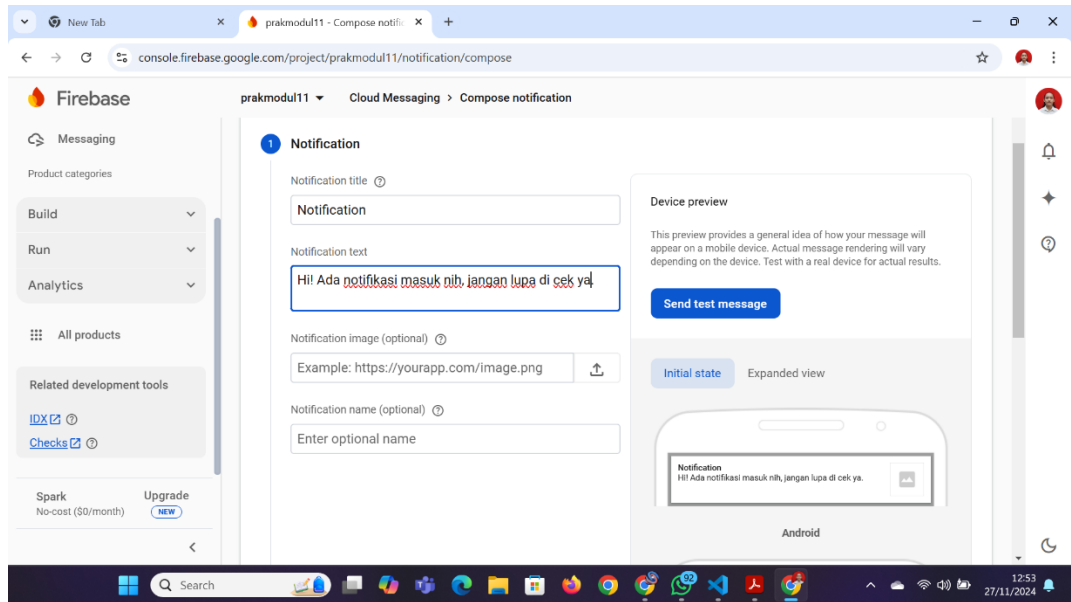 New Tab
prakmodul11 - Compose notific
console.firebase.google.com/project/prakmodul11/notification/compose
Firebase
prakmodul11
Cloud Messaging > Compose notification
Messaging
Product categories
Build
Run
Analytics
All products
Related development tools
IDX
Checks
Spark
No-cost ($0/month)
Upgrade
NEW
1 Notification
Notification title
Notification
Notification text
Hi! Ada notifikasi masuk nih, jangan lupa di cek ya.
Notification image (optional)
Example: https://yourapp.com/image.png
Notification name (optional)
Enter optional name
Device preview
This preview provides a general idea of how your message will
appear on a mobile device. Actual message rendering will vary
depending on the device. Test with a real device for actual results.
Send test message
Initial state
Expanded view
Notification
Hi! Ada notifikasi masuk nih, jangan lupa di cek ya.
Android
Search
92
12:53
27/11/2024